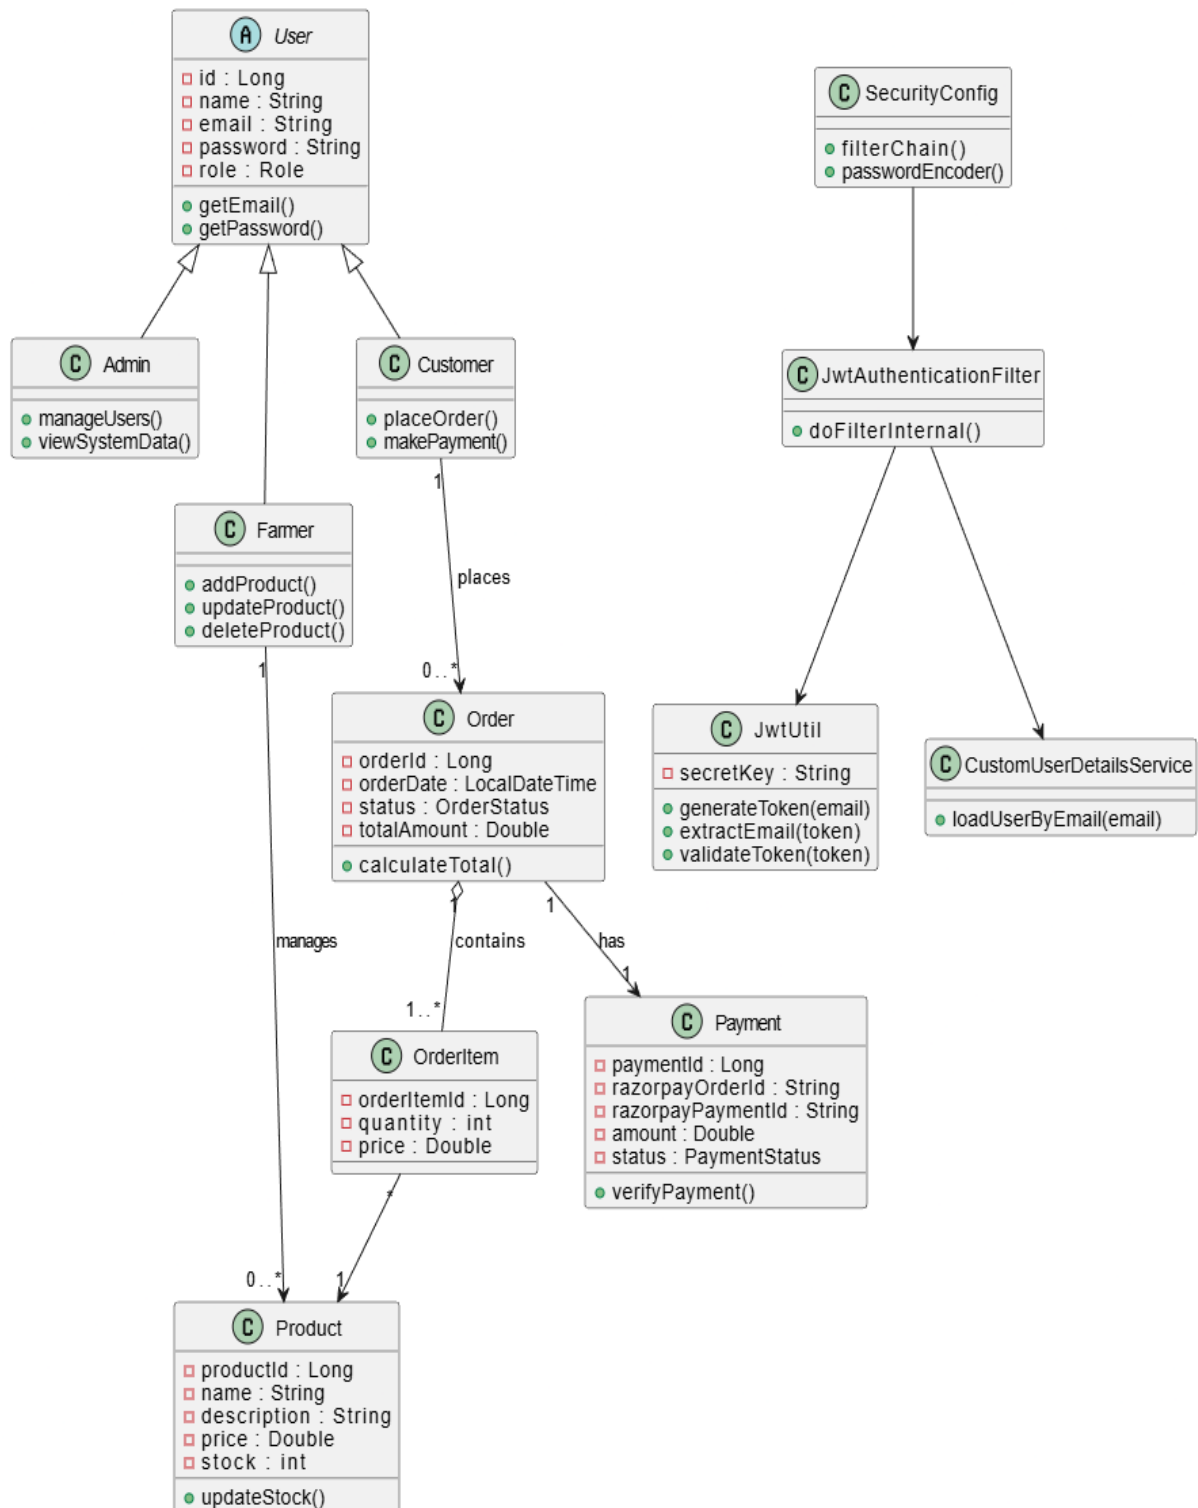 A User
id : Long
name : String
email : String
password : String
role : Role
getEmail()
getPassword()
C SecurityConfig
filterChain()
passwordEncoder()
C Admin
manageUsers()
viewSystemData()
C Customer
placeOrder()
makePayment()
C JwtAuthenticationFilter
doFilterInternal()
1
C Farmer
addProduct()
updateProduct()
deleteProduct()
places
1
0..*
C Order
orderId : Long
orderDate : LocalDateTime
status : OrderStatus
totalAmount : Double
calculateTotal()
C JwtUtil
secretKey : String
generateToken(email)
extractEmail(token)
validateToken(token)
C CustomUserDetailsService
loadUserByEmail(email)
1
1
manages
contains
has
1..*
1
C OrderItem
orderItemId : Long
quantity : int
price : Double
C Payment
paymentId : Long
razorpayOrderId : String
razorpayPaymentId : String
amount : Double
status : PaymentStatus
verifyPayment()
*
0..*
1
C Product
productId : Long
name : String
description : String
price : Double
stock : int
updateStock()